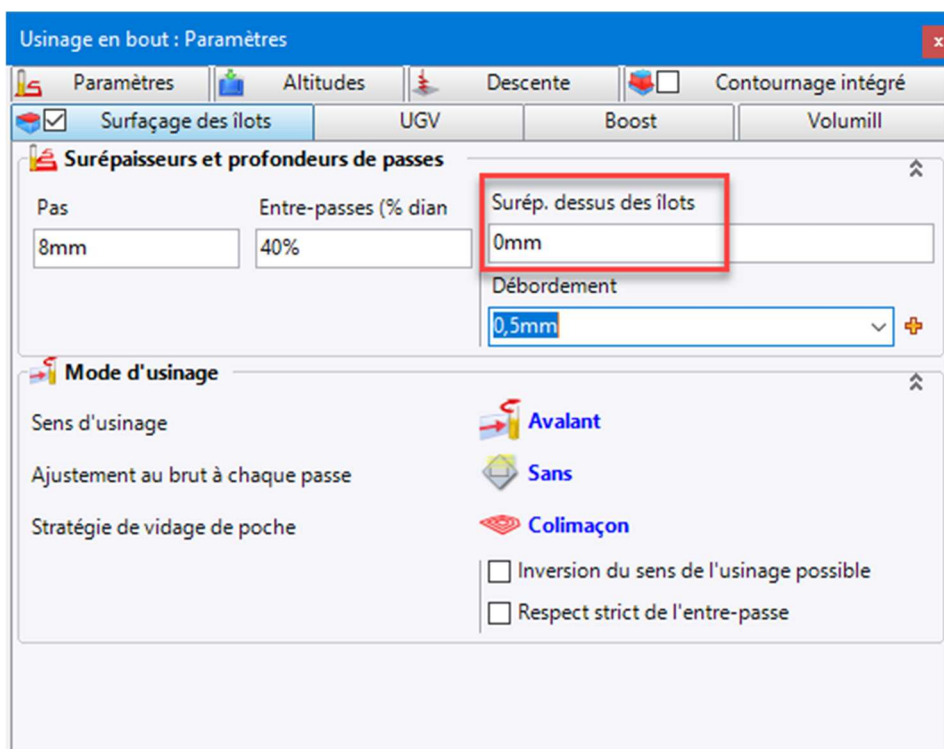 Usinage en bout : Paramètres
x
Paramètres Altitudes Descente Contournage intégré
Surfaçage des îlots UGV Boost Volumill
Surépaisseurs et profondeurs de passes
Pas Entre-passes (% dian Surép. dessus des îlots
8mm 40% 0mm
Débordement
0,5mm
Mode d'usinage
Sens d'usinage Avalant
Ajustement au brut à chaque passe Sans
Stratégie de vidage de poche Colimaçon
Inversion du sens de l'usinage possible
Respect strict de l'entre-passe